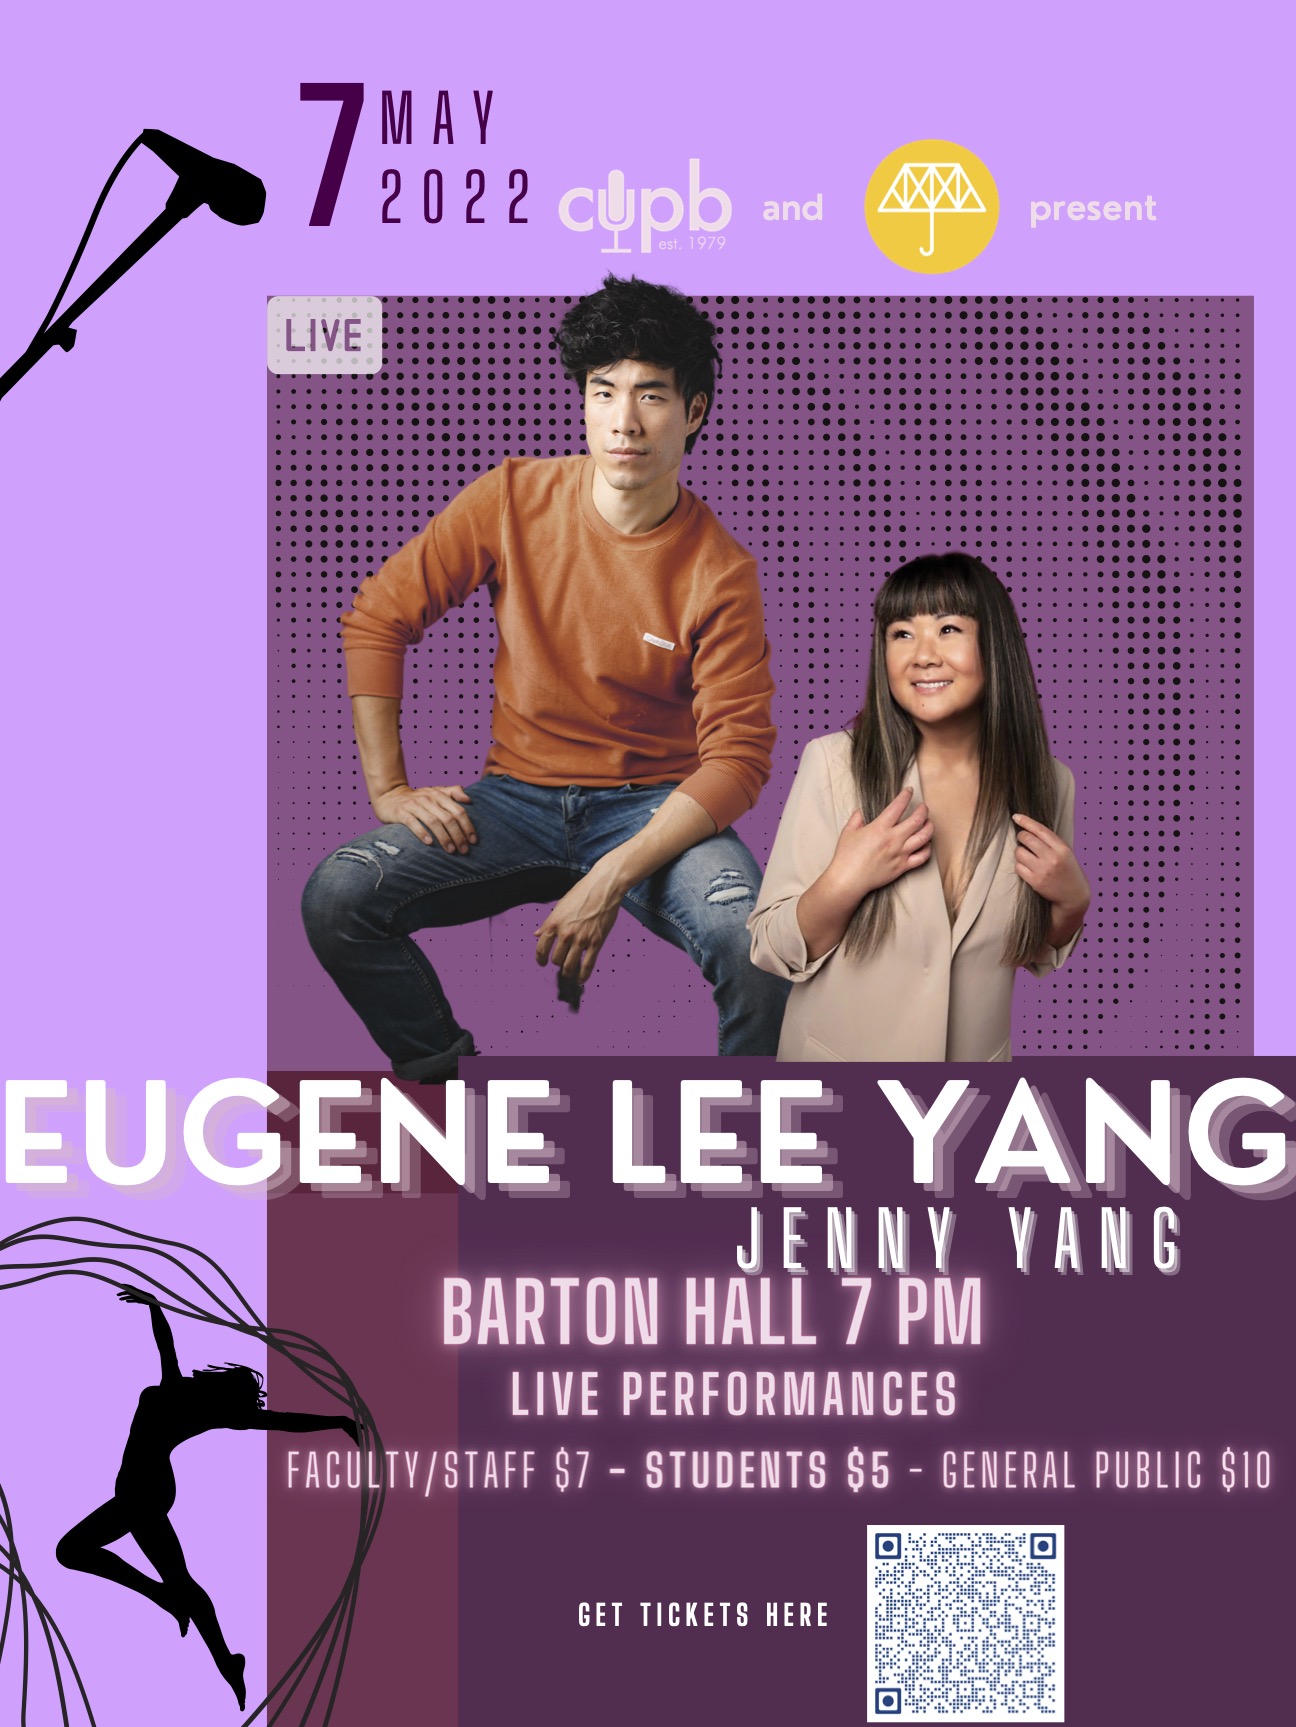 7 MAY
2022
cupb
est. 1979
and
present
LIVE
EUGENE LEE YANG
JENNY YANG
BARTON HALL 7 PM
LIVE PERFORMANCES
FACULTY/STAFF $7 - STUDENTS $5 - GENERAL PUBLIC $10
GET TICKETS HERE